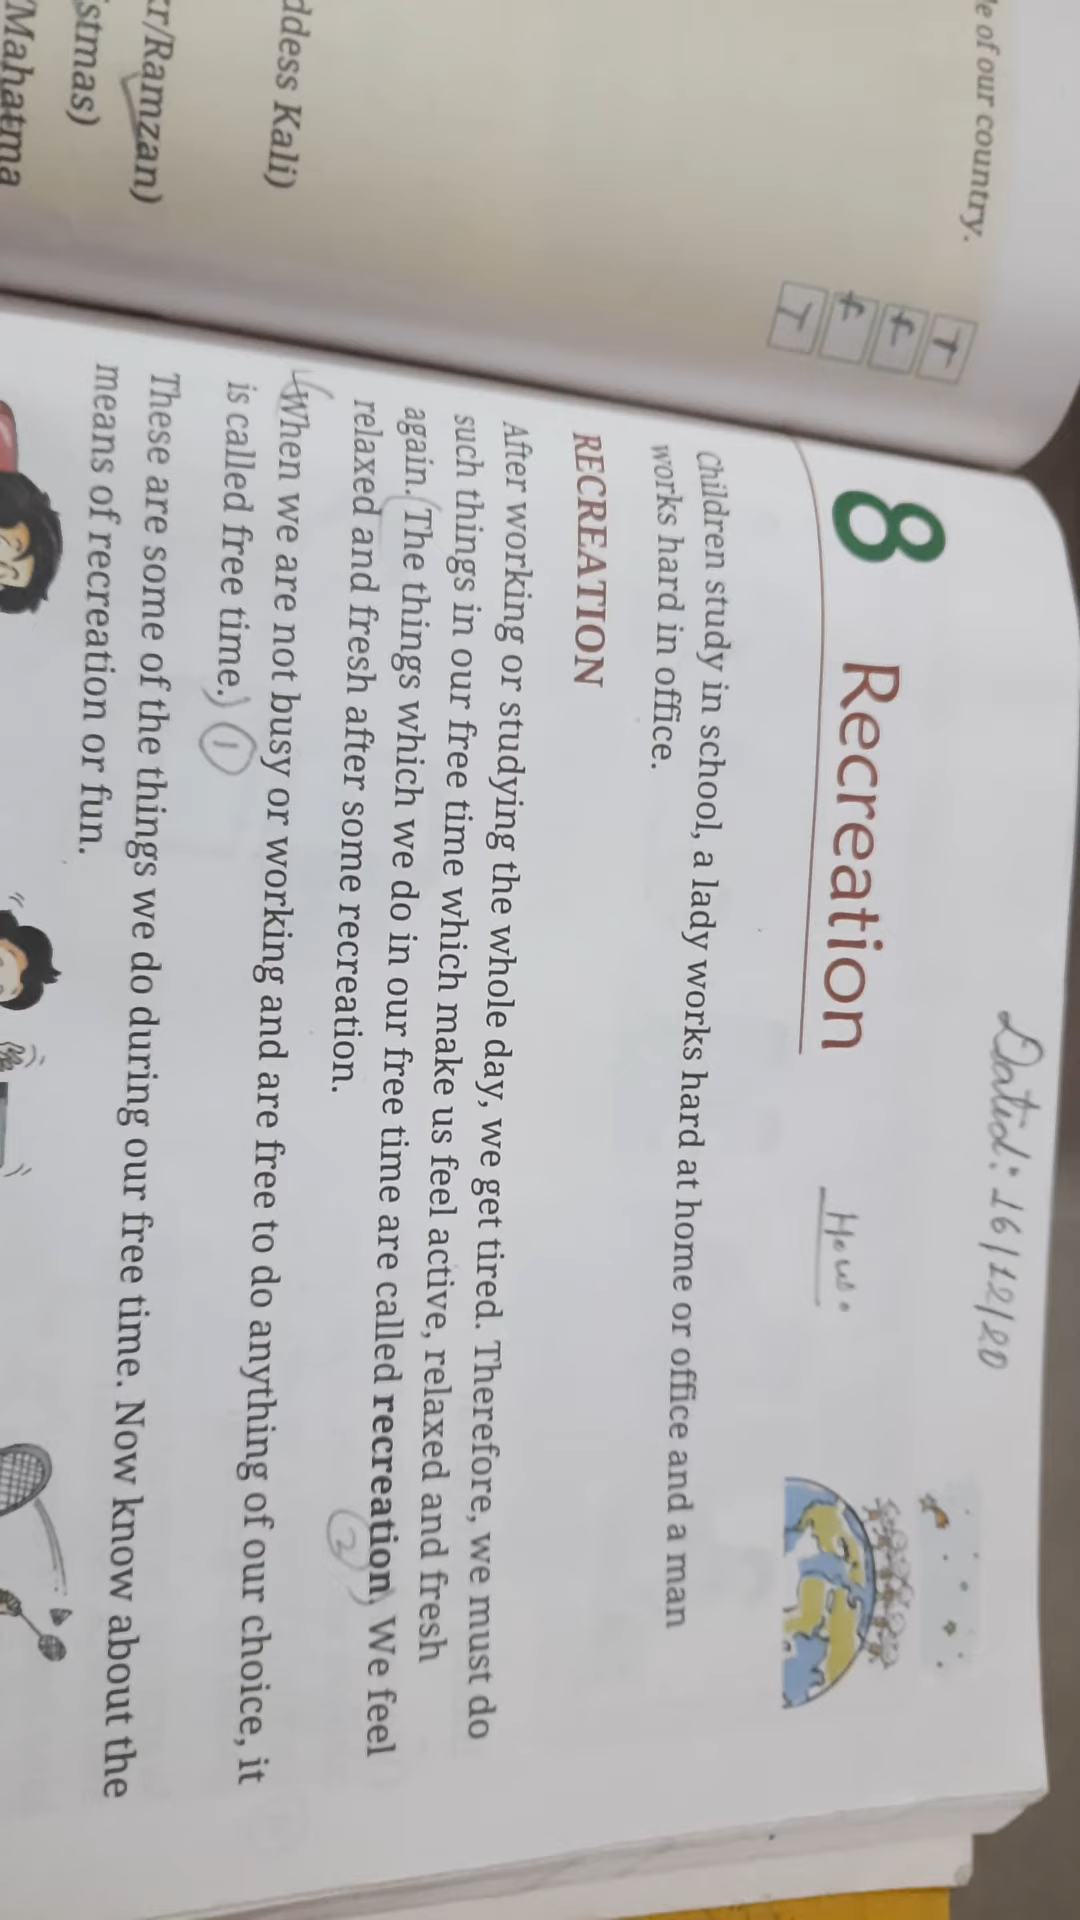 le of our country.
T
f
f
T
ddess Kali)
r/Ramzan)
stmas)
Mahatma
Dated: 16/12/20
8 Recreation
H.W.
Children study in school, a lady works hard at home or office and a man
works hard in office.
RECREATION
After working or studying the whole day, we get tired. Therefore, we must do
such things in our free time which make us feel active, relaxed and fresh
again. (The things which we do in our free time are called recreation.) We feel
relaxed and fresh after some recreation. 2
(When we are not busy or working and are free to do anything of our choice, it
is called free time.) 1
These are some of the things we do during our free time. Now know about the
means of recreation or fun.